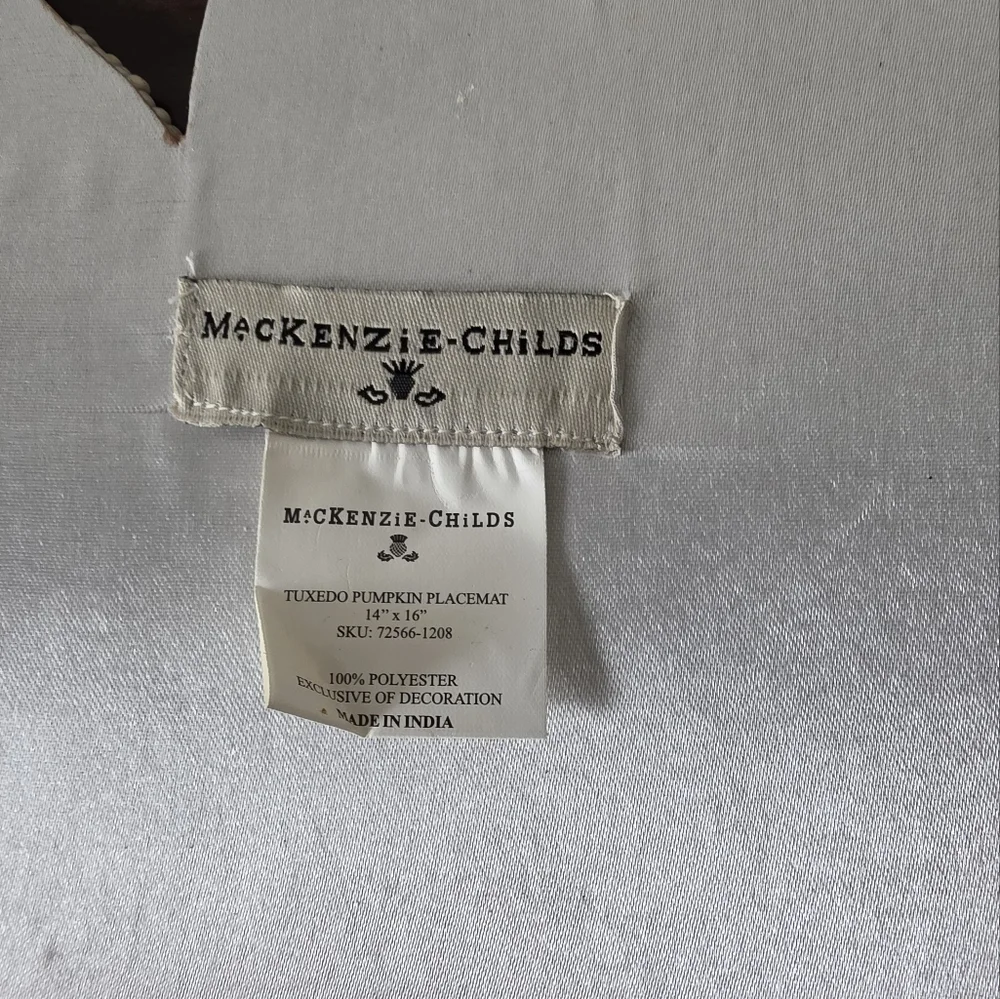 MACKENZiE-CHiLDS
MACKENZiE-CHiLDS
TUXEDO PUMPKIN PLACEMAT
14” x 16”
SKU: 72566-1208
100% POLYESTER
EXCLUSIVE OF DECORATION
MADE IN INDIA